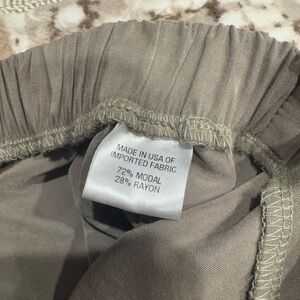 MADE IN USA OF
IMPORTED FABRIC
72% MODAL
28% RAYON